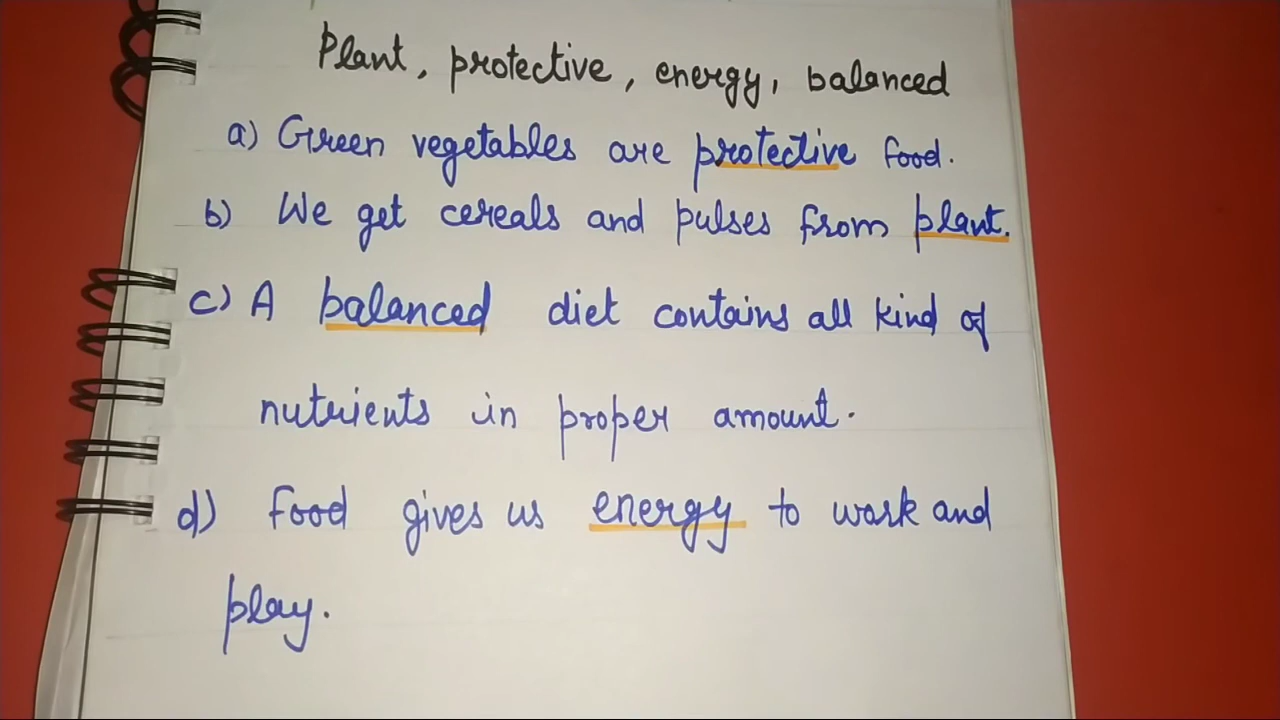 Plant, protective, energy, balanced
a) Green vegetables are protective food.
b) We get cereals and pulses from plant.
c) A balanced diet contains all kind of
nutrients in proper amount.
d) Food gives us energy to work and
play.